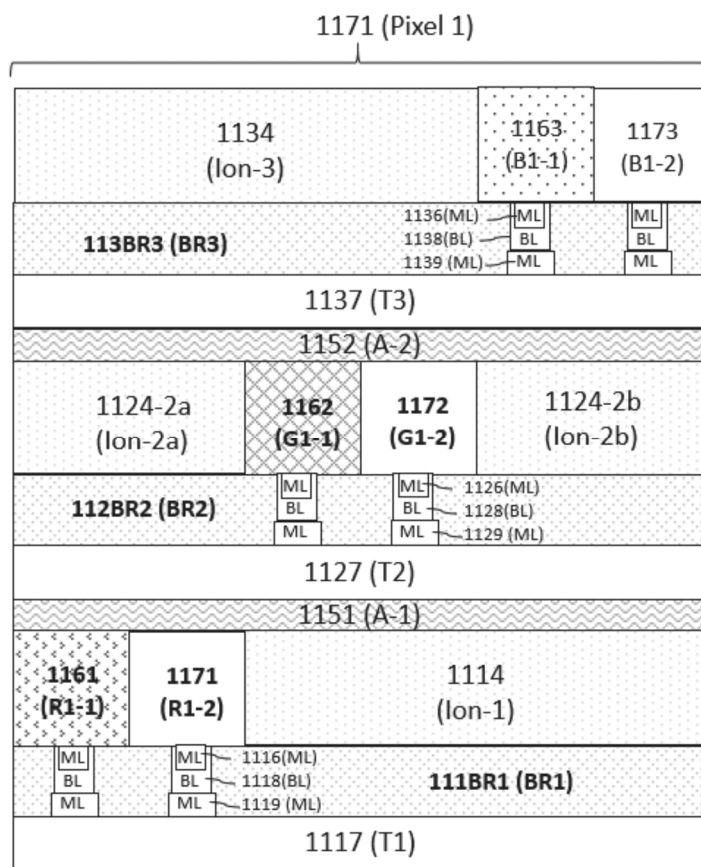 1171 (Pixel 1)
1134
(Ion-3)
1163
(B1-1)
1173
(B1-2)
113BR3 (BR3)
1136(ML) ML ML
1138(BL) BL BL
1139 (ML) ML ML
1137 (T3)
1152 (A-2)
1124-2a
(Ion-2a)
1162
(G1-1)
1172
(G1-2)
1124-2b
(Ion-2b)
112BR2 (BR2)
ML ML 1126(ML)
BL BL 1128(BL)
ML ML 1129 (ML)
1127 (T2)
1151 (A-1)
1161
(R1-1)
1171
(R1-2)
1114
(Ion-1)
ML ML 1116(ML)
BL BL 1118(BL)
ML ML 1119 (ML)
111BR1 (BR1)
1117 (T1)